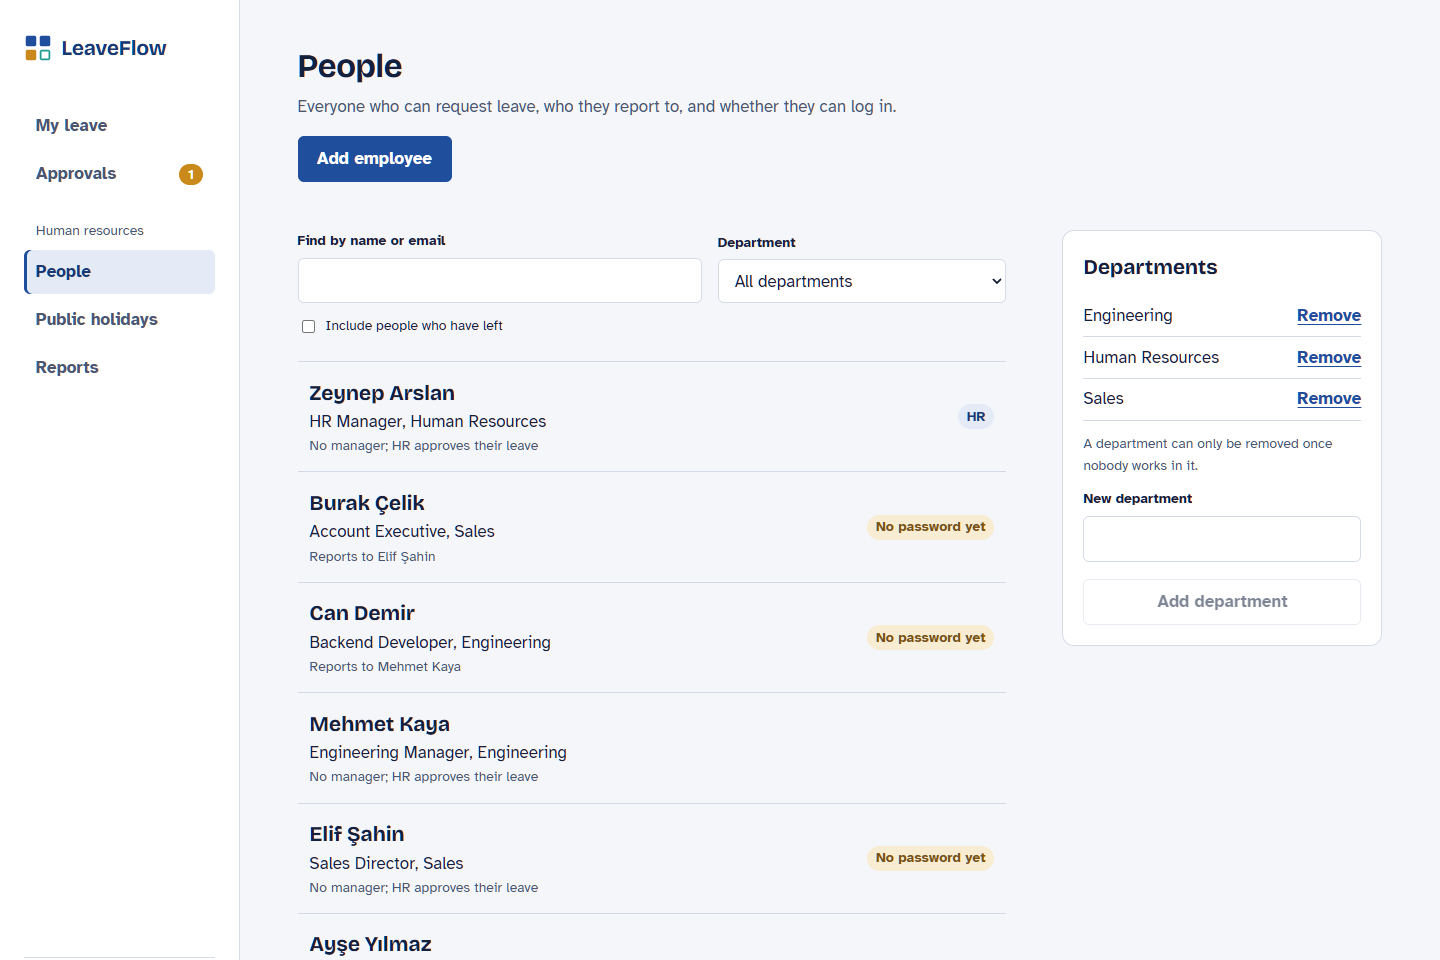 LeaveFlow
My leave
Approvals 1
Human resources
People
Public holidays
Reports
People
Everyone who can request leave, who they report to, and whether they can log in.
Add employee
Find by name or email
Department
All departments
Include people who have left
Zeynep Arslan
HR Manager, Human Resources
No manager; HR approves their leave
HR
Burak Çelik
Account Executive, Sales
Reports to Elif Şahin
No password yet
Can Demir
Backend Developer, Engineering
Reports to Mehmet Kaya
No password yet
Mehmet Kaya
Engineering Manager, Engineering
No manager; HR approves their leave
Elif Şahin
Sales Director, Sales
No manager; HR approves their leave
No password yet
Ayşe Yılmaz
Departments
Engineering Remove
Human Resources Remove
Sales Remove
A department can only be removed once
nobody works in it.
New department
Add department